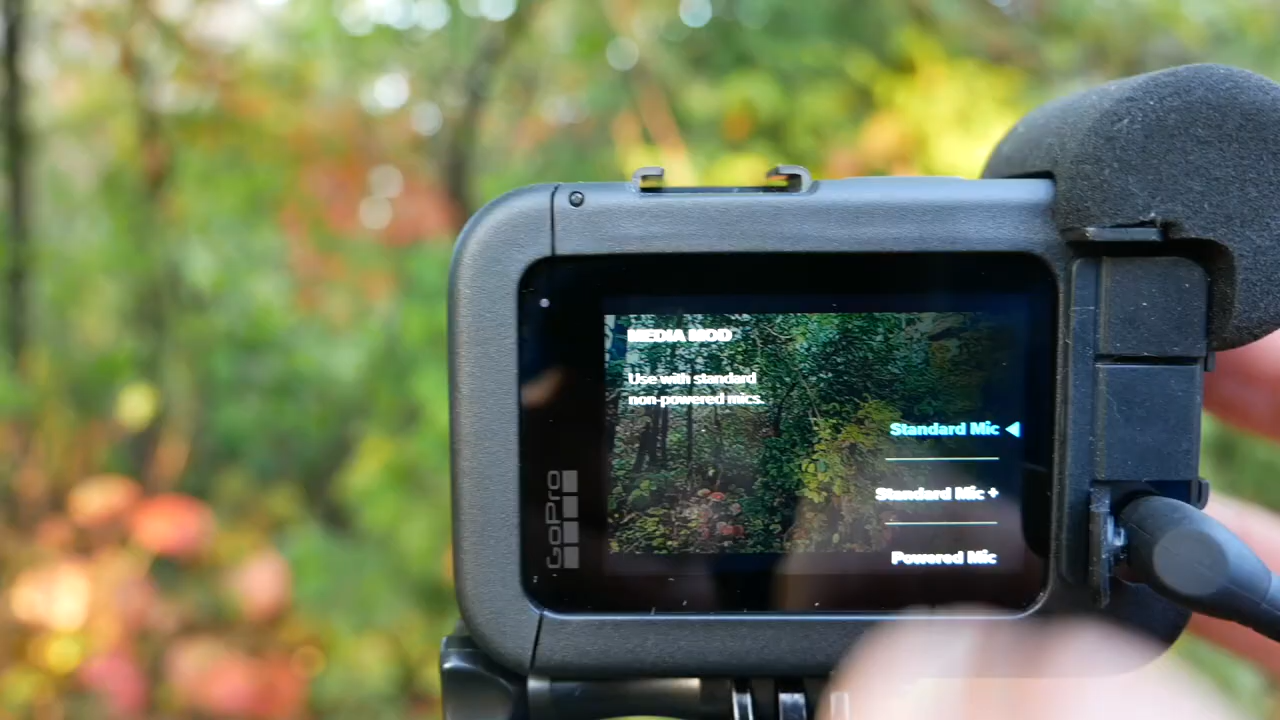 MEDIA MOD
Use with standard
non-powered mics.
Standard Mic
Standard Mic +
Powered Mic
GoPro